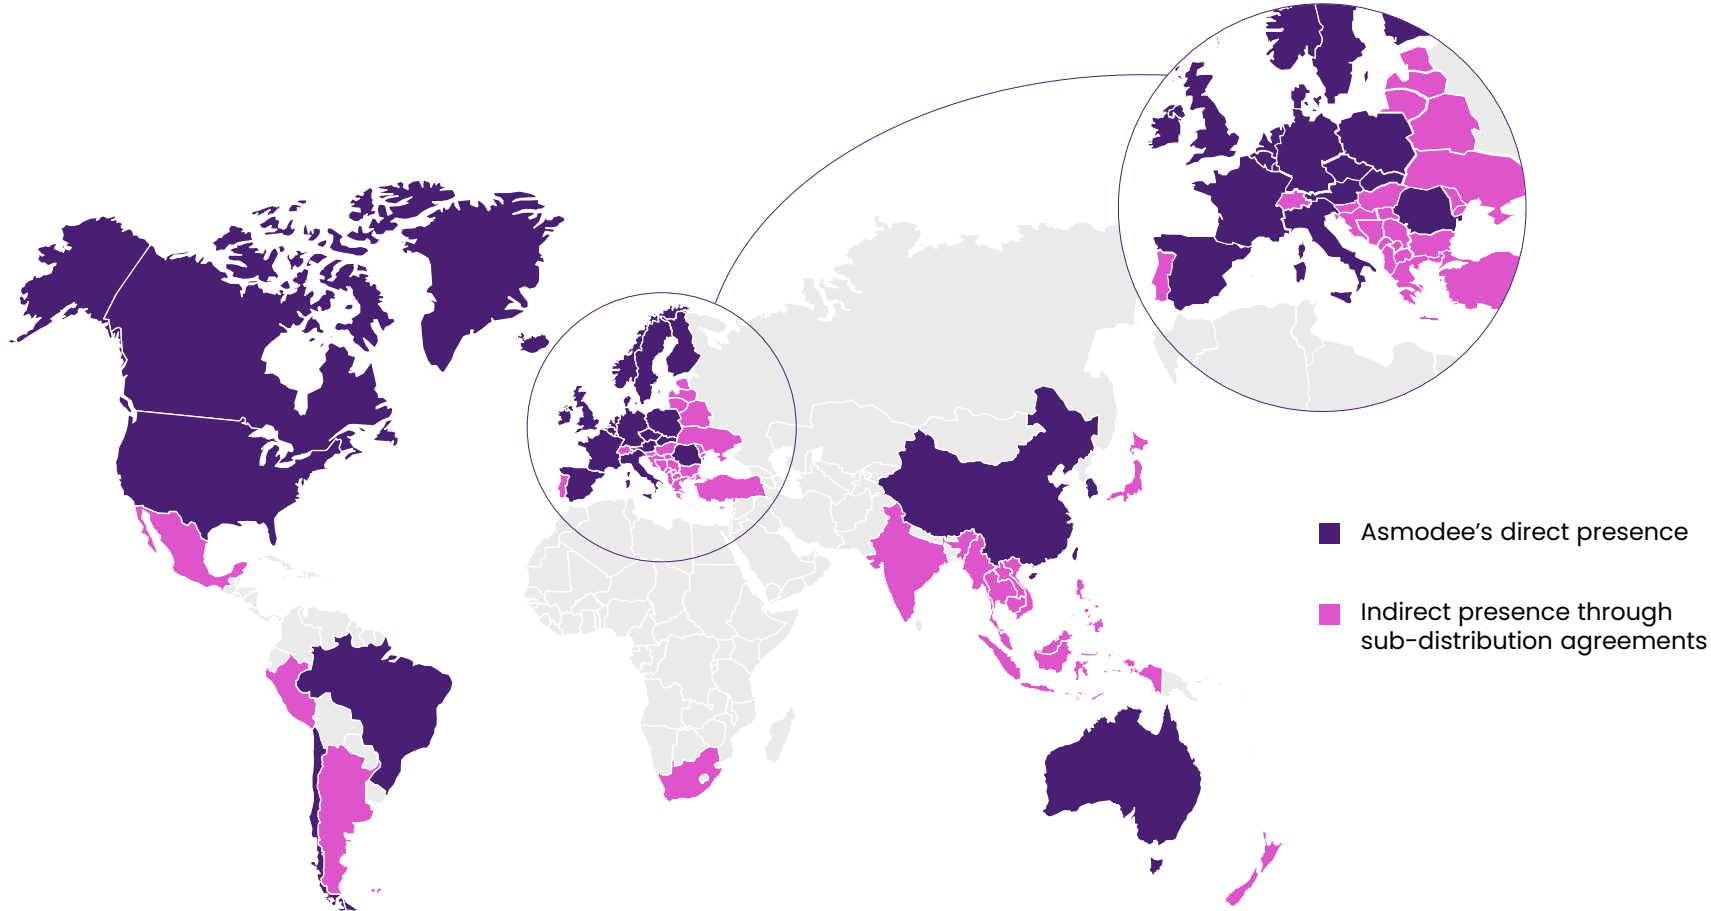 Asmodee’s direct presence
Indirect presence through
sub-distribution agreements